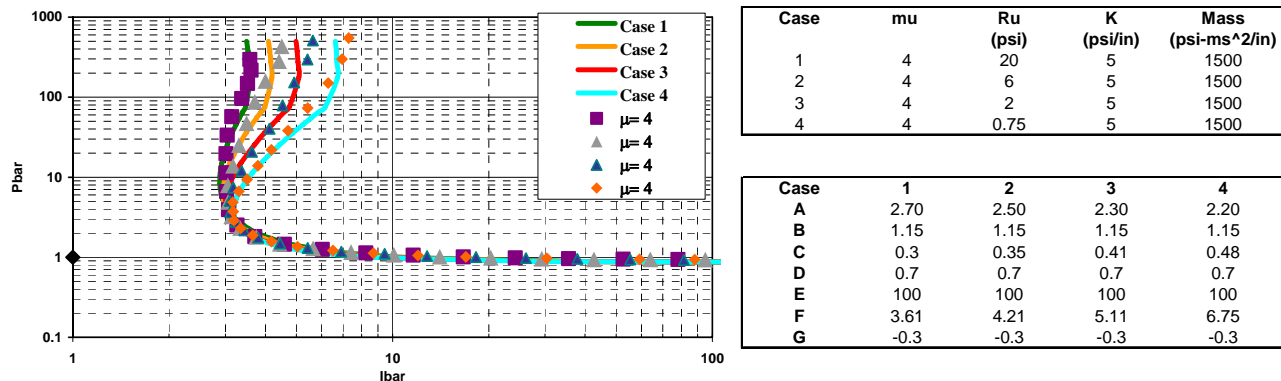 1000
100
10
1
0.1
Pbar
1
10
100
Ibar
Case 1
Case 2
Case 3
Case 4
μ= 4
μ= 4
μ= 4
μ= 4
Case mu Ru K Mass
(psi) (psi/in) (psi-ms^2/in)
1 4 20 5 1500
2 4 6 5 1500
3 4 2 5 1500
4 4 0.75 5 1500
Case 1 2 3 4
A 2.70 2.50 2.30 2.20
B 1.15 1.15 1.15 1.15
C 0.3 0.35 0.41 0.48
D 0.7 0.7 0.7 0.7
E 100 100 100 100
F 3.61 4.21 5.11 6.75
G -0.3 -0.3 -0.3 -0.3